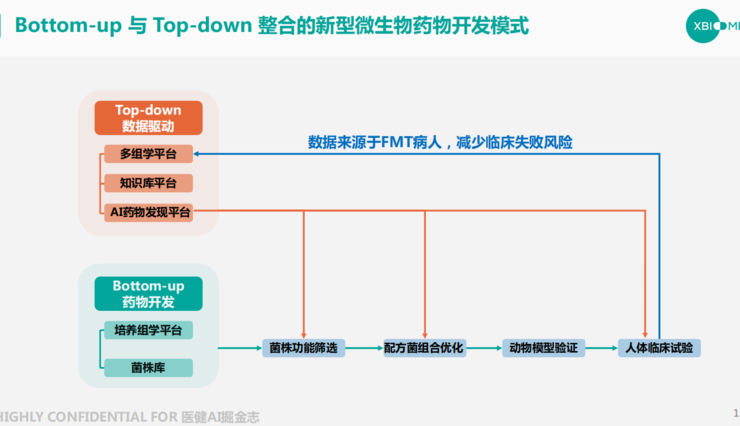 Bottom-up 与 Top-down 整合的新型微生物药物开发模式
XBI
ME
Top-down
数据驱动
多组学平台
知识库平台
AI药物发现平台
数据来源于FMT病人，减少临床失败风险
Bottom-up
药物开发
培养组学平台
菌株库
菌株功能筛选
配方菌组合优化
动物模型验证
人体临床试验
HIGHLY CONFIDENTIAL FOR 医健AI掘金志
1